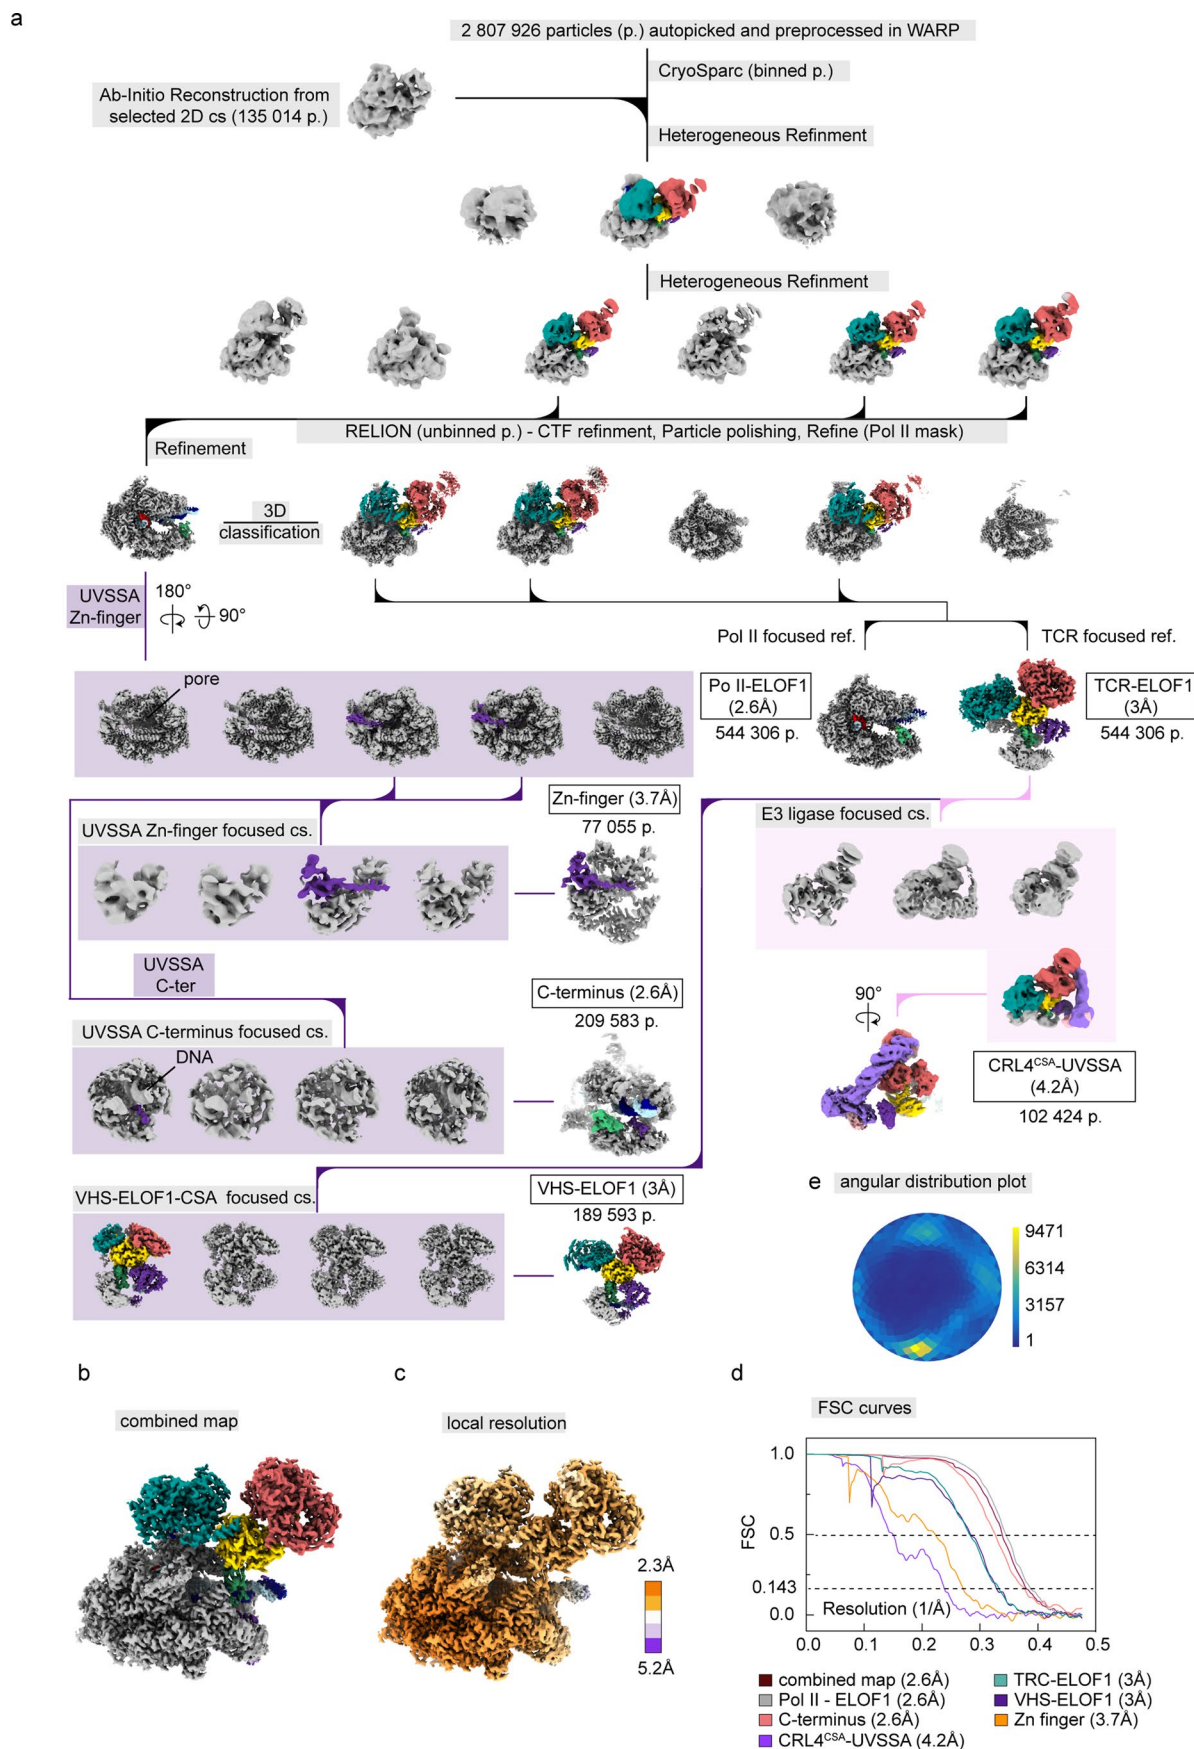 a
2 807 926 particles (p.) autopicked and preprocessed in WARP
CryoSparc (binned p.)
Ab-Initio Reconstruction from
selected 2D cs (135 014 p.)
Heterogeneous Refinment
Heterogeneous Refinment
RELION (unbinned p.) - CTF refinment, Particle polishing, Refine (Pol II mask)
Refinement
3D
classification
UVSSA
Zn-finger
180°
90°
Pol II focused ref.
TCR focused ref.
pore
Po II-ELOF1
(2.6Å)
544 306 p.
TCR-ELOF1
(3Å)
544 306 p.
Zn-finger (3.7Å)
77 055 p.
UVSSA Zn-finger focused cs.
E3 ligase focused cs.
UVSSA
C-ter
C-terminus (2.6Å)
209 583 p.
90°
UVSSA C-terminus focused cs.
DNA
CRL4CSA-UVSSA
(4.2Å)
102 424 p.
VHS-ELOF1-CSA focused cs.
VHS-ELOF1 (3Å)
189 593 p.
e
angular distribution plot
9471
6314
3157
1
b
combined map
c
local resolution
2.3Å
5.2Å
d
FSC curves
1.0
0.5
0.143
0.0
FSC
Resolution (1/Å)
0.0 0.1 0.2 0.3 0.4 0.5
combined map (2.6Å)
Pol II - ELOF1 (2.6Å)
C-terminus (2.6Å)
CRL4CSA-UVSSA (4.2Å)
TRC-ELOF1 (3Å)
VHS-ELOF1 (3Å)
Zn finger (3.7Å)